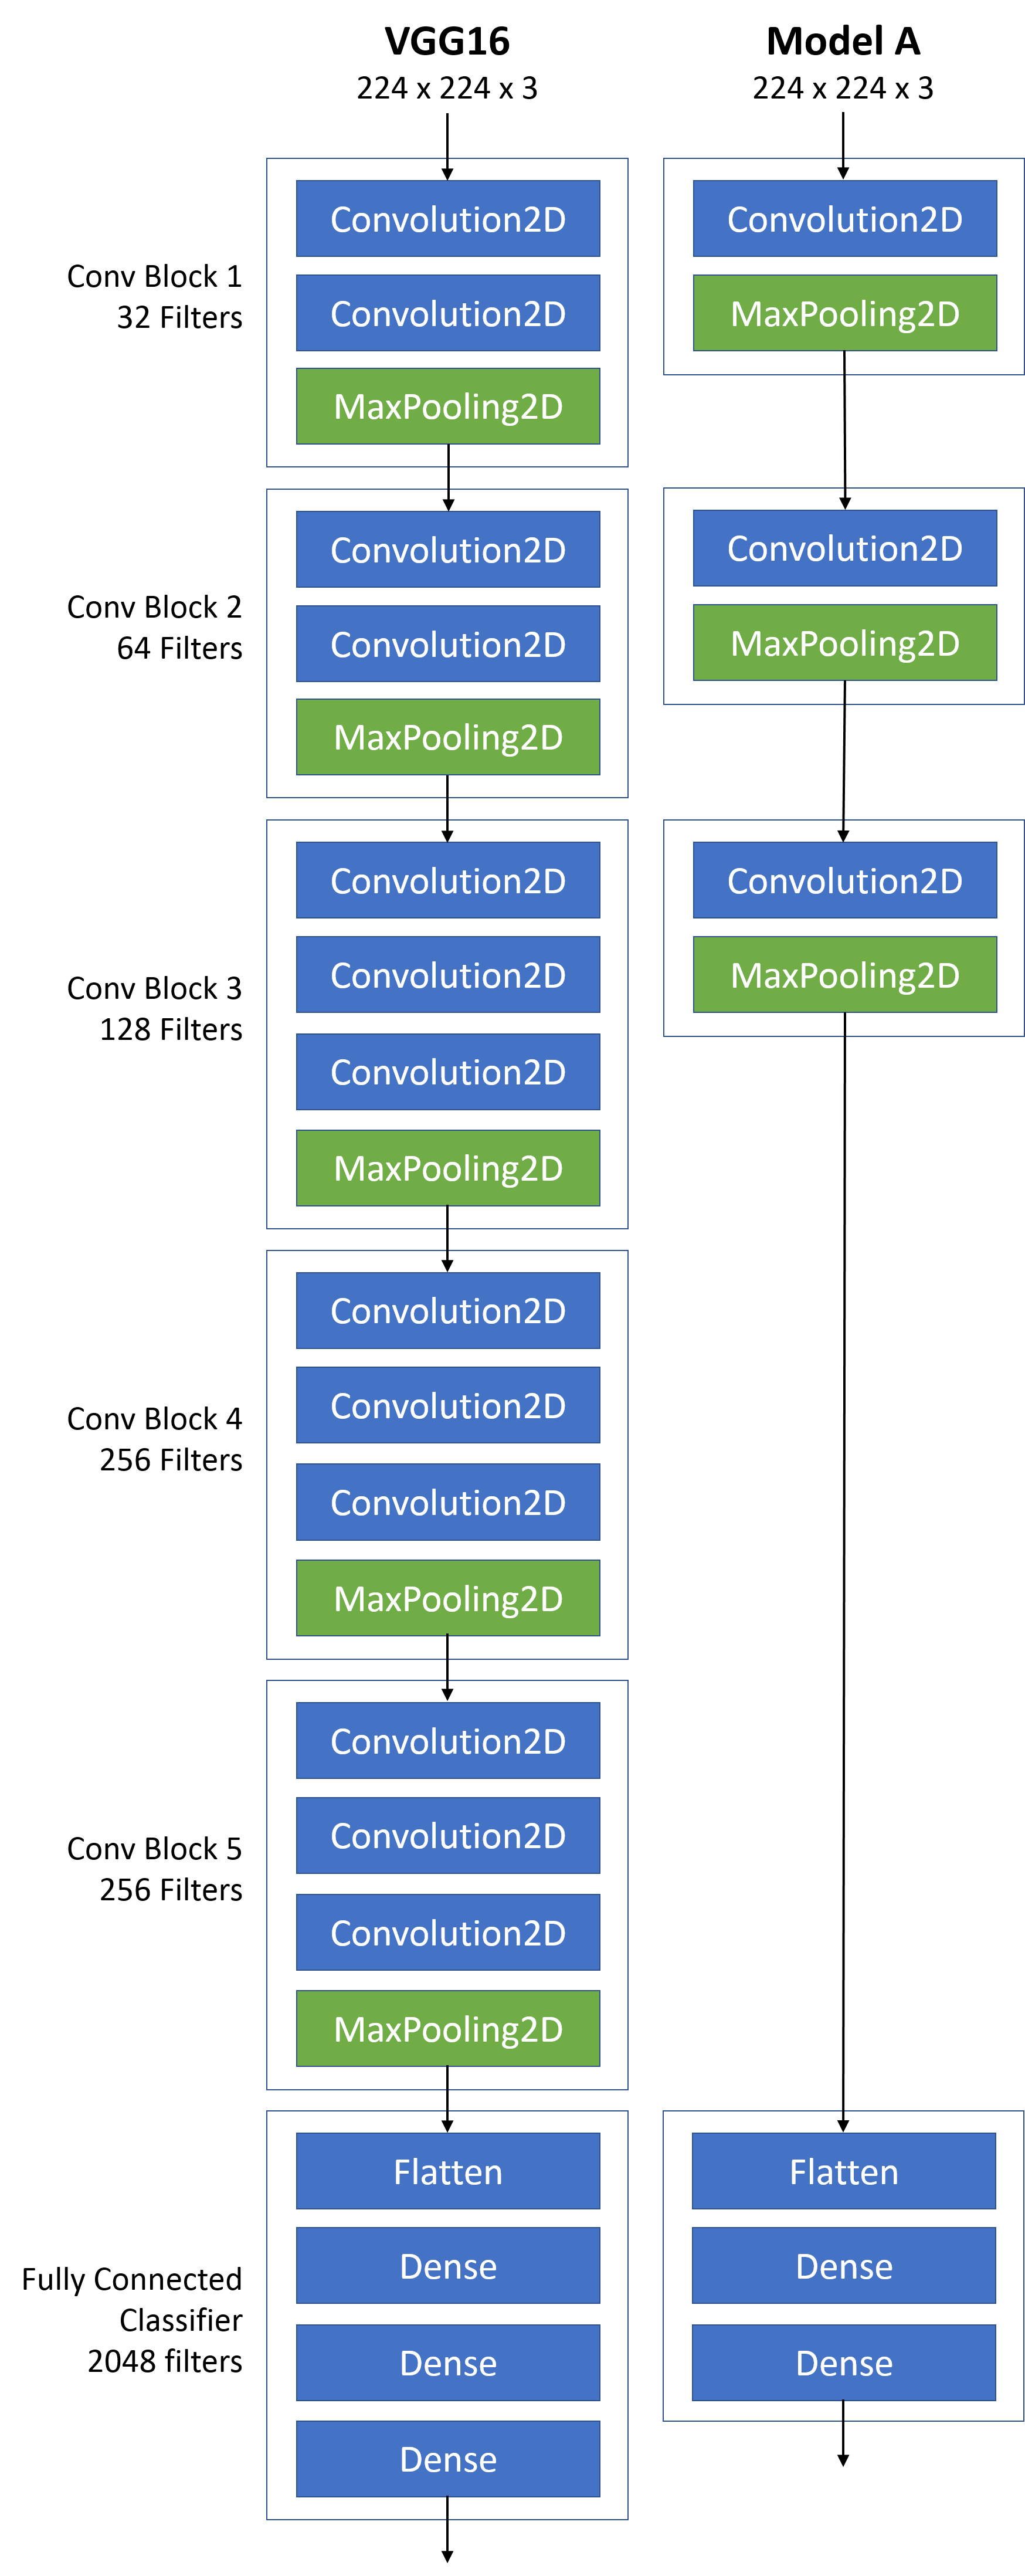 VGG16
224 x 224 x 3
Model A
224 x 224 x 3
Conv Block 1
32 Filters
Convolution2D
Convolution2D
MaxPooling2D
Convolution2D
MaxPooling2D
Conv Block 2
64 Filters
Convolution2D
Convolution2D
MaxPooling2D
Convolution2D
MaxPooling2D
Conv Block 3
128 Filters
Convolution2D
Convolution2D
Convolution2D
MaxPooling2D
Convolution2D
MaxPooling2D
Conv Block 4
256 Filters
Convolution2D
Convolution2D
Convolution2D
MaxPooling2D
Conv Block 5
256 Filters
Convolution2D
Convolution2D
Convolution2D
MaxPooling2D
Fully Connected
Classifier
2048 filters
Flatten
Dense
Dense
Dense
Flatten
Dense
Dense